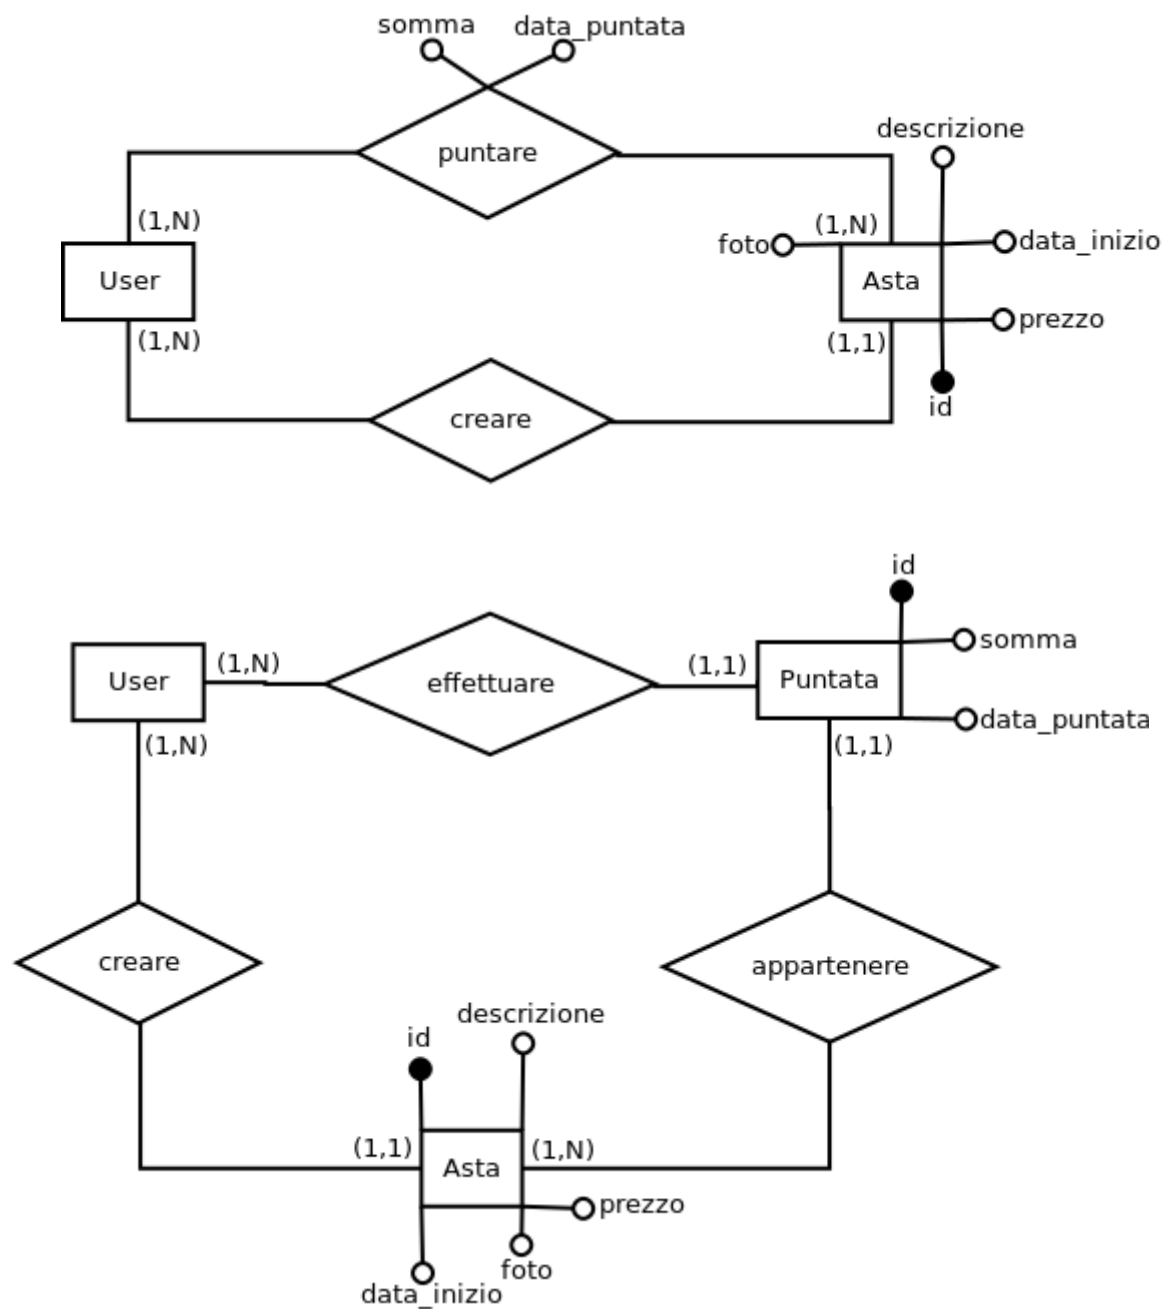 somma
data_puntata
puntare
descrizione
(1,N)
(1,N)
foto
data_inizio
User
Asta
prezzo
(1,N)
(1,1)
id
creare
id
somma
User
(1,N)
effettuare
(1,1)
Puntata
data_puntata
(1,N)
(1,1)
creare
appartenere
descrizione
id
(1,1)
Asta
(1,N)
prezzo
foto
data_inizio